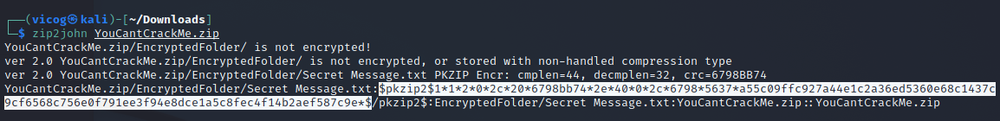 ┌──(vicog㉿kali)-[~/Downloads]
└─$ zip2john YouCantCrackMe.zip
YouCantCrackMe.zip/EncryptedFolder/ is not encrypted!
ver 2.0 YouCantCrackMe.zip/EncryptedFolder/ is not encrypted, or stored with non-handled compression type
ver 2.0 YouCantCrackMe.zip/EncryptedFolder/Secret Message.txt PKZIP Encr: cmplen=44, decmplen=32, crc=6798BB74
YouCantCrackMe.zip/EncryptedFolder/Secret Message.txt:$pkzip2$1*1*2*0*2c*20*6798bb74*2e*40*0*2c*6798*5637*a55c09ffc927a44e1c2a36ed5360e68c1437c
9cf6568c756e0f791ee3f94e8dce1a5c8fec4f14b2aef587c9e*$/pkzip2$:EncryptedFolder/Secret Message.txt:YouCantCrackMe.zip::YouCantCrackMe.zip